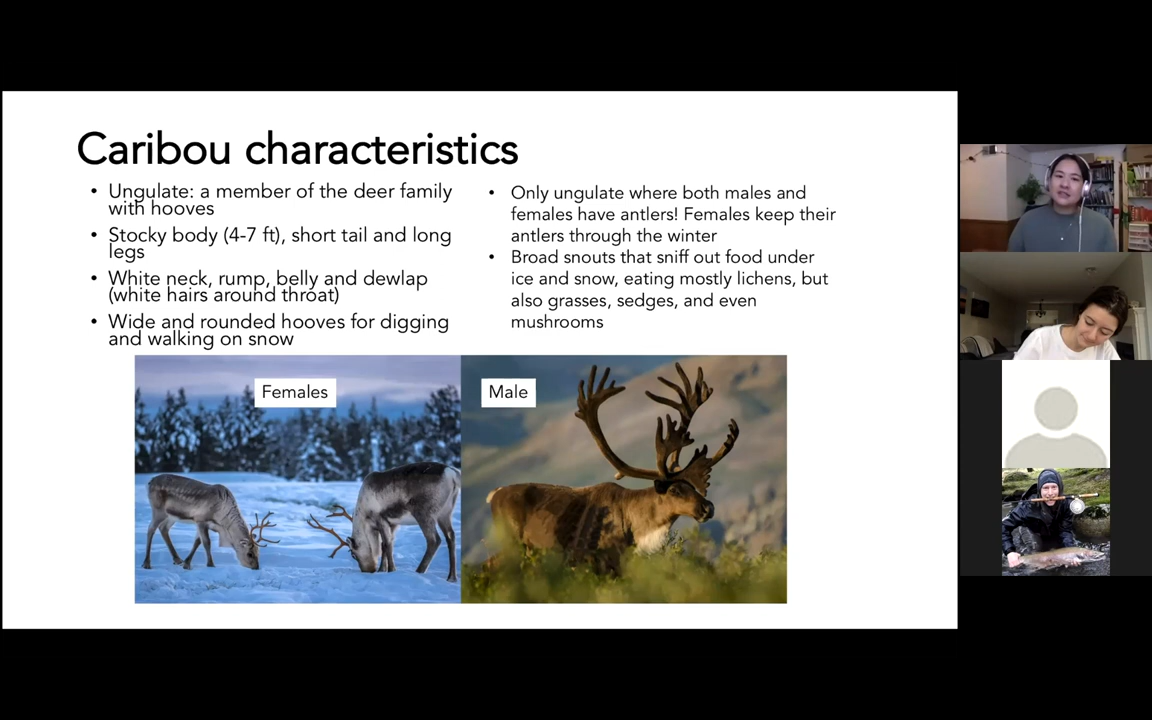 Caribou characteristics
• Ungulate: a member of the deer family
with hooves
• Stocky body (4-7 ft), short tail and long
legs
• White neck, rump, belly and dewlap
(white hairs around throat)
• Wide and rounded hooves for digging
and walking on snow
• Only ungulate where both males and
females have antlers! Females keep their
antlers through the winter
• Broad snouts that sniff out food under
ice and snow, eating mostly lichens, but
also grasses, sedges, and even
mushrooms
Females
Male